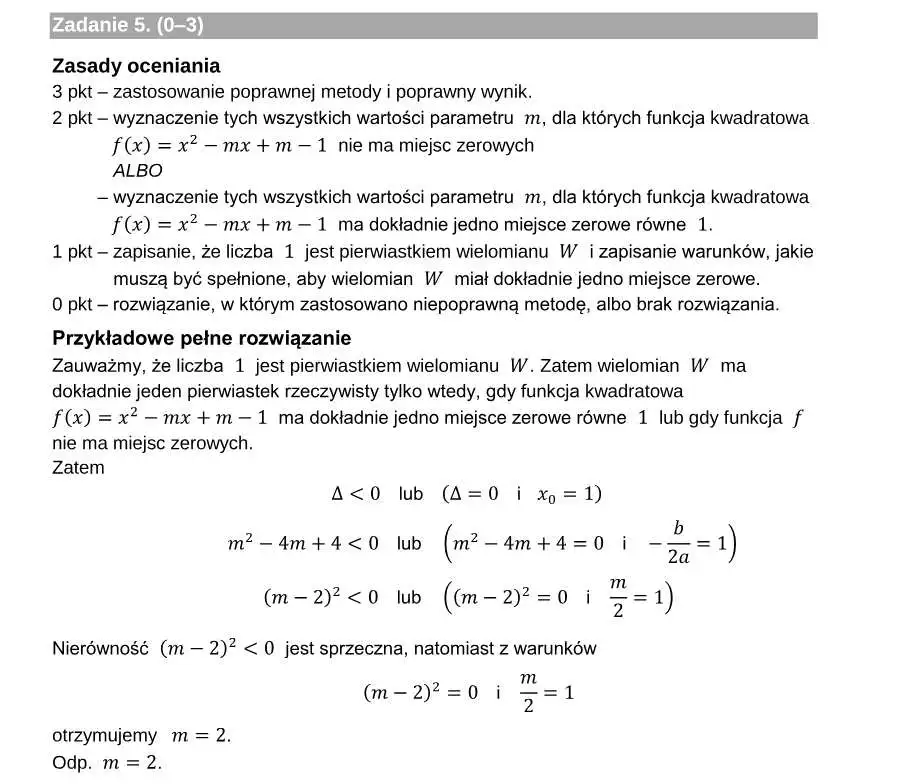 Zadanie 5. (0–3)
Zasady oceniania
3 pkt – zastosowanie poprawnej metody i poprawny wynik.
2 pkt – wyznaczenie tych wszystkich wartości parametru m, dla których funkcja kwadratowa
f(x) = x² − mx + m − 1 nie ma miejsc zerowych
ALBO
– wyznaczenie tych wszystkich wartości parametru m, dla których funkcja kwadratowa
f(x) = x² − mx + m − 1 ma dokładnie jedno miejsce zerowe równe 1.
1 pkt – zapisanie, że liczba 1 jest pierwiastkiem wielomianu W i zapisanie warunków, jakie
muszą być spełnione, aby wielomian W miał dokładnie jedno miejsce zerowe.
0 pkt – rozwiązanie, w którym zastosowano niepoprawną metodę, albo brak rozwiązania.
Przykładowe pełne rozwiązanie
Zauważmy, że liczba 1 jest pierwiastkiem wielomianu W. Zatem wielomian W ma
dokładnie jeden pierwiastek rzeczywisty tylko wtedy, gdy funkcja kwadratowa
f(x) = x² − mx + m − 1 ma dokładnie jedno miejsce zerowe równe 1 lub gdy funkcja f
nie ma miejsc zerowych.
Zatem
Δ < 0 lub (Δ = 0 i x₀ = 1)
m² − 4m + 4 < 0 lub (m² − 4m + 4 = 0 i −b/2a = 1)
(m − 2)² < 0 lub ((m − 2)² = 0 i m/2 = 1)
Nierówność (m − 2)² < 0 jest sprzeczna, natomiast z warunków
(m − 2)² = 0 i m/2 = 1
otrzymujemy m = 2.
Odp. m = 2.